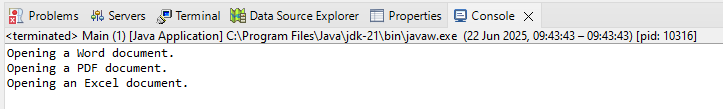 Problems Servers Terminal Data Source Explorer Properties Console
<terminated> Main (1) [Java Application] C:\Program Files\Java\jdk-21\bin\javaw.exe (22 Jun 2025, 09:43:43 – 09:43:43) [pid: 10316]
Opening a Word document.
Opening a PDF document.
Opening an Excel document.